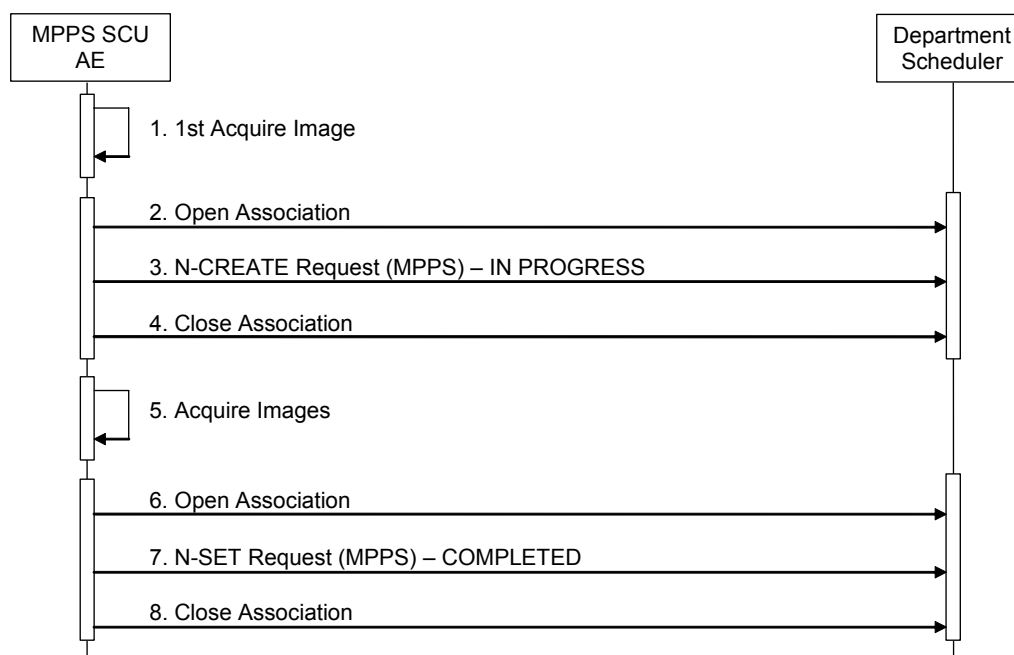 MPPS SCU
AE
Department
Scheduler
1. 1st Acquire Image
2. Open Association
3. N-CREATE Request (MPPS) – IN PROGRESS
4. Close Association
5. Acquire Images
6. Open Association
7. N-SET Request (MPPS) – COMPLETED
8. Close Association